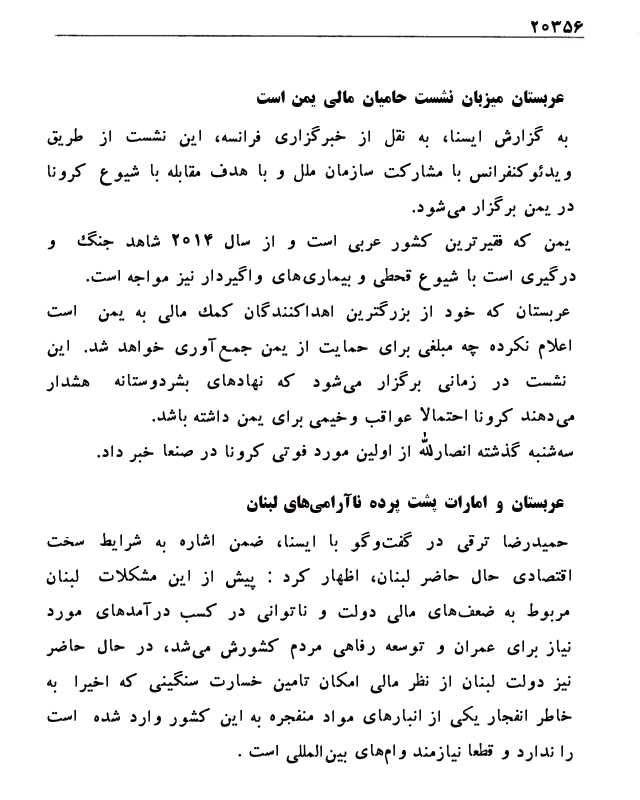 ۲۰۳۵۶
عربستان میزبان نشست حامیان مالی یمن است
به گزارش ایسنا، به نقل از خبرگزاری فرانسه، این نشست از طریق
ویدئوکنفرانس با مشارکت سازمان ملل و با هدف مقابله با شیوع کرونا
در یمن برگزار می‌شود.
یمن که فقیرترین کشور عربی است و از سال ۲۰۱۴ شاهد جنگ و
درگیری است با شیوع قحطی و بیماری‌های واگیردار نیز مواجه است.
عربستان که خود از بزرگترین اهداکنندگان کمک مالی به یمن است
اعلام نکرده چه مبلغی برای حمایت از یمن جمع‌آوری خواهد شد. این
نشست در زمانی برگزار می‌شود که نهادهای بشردوستانه هشدار
می‌دهند کرونا احتمالا عواقب وخیمی برای یمن داشته باشد.
سه‌شنبه گذشته انصارلله از اولین مورد فوتی کرونا در صنعا خبر داد.
عربستان و امارات پشت پرده ناآرامی‌های لبنان
حمیدرضا ترقی در گفت‌وگو با ایسنا، ضمن اشاره به شرایط سخت
اقتصادی حال حاضر لبنان، اظهار کرد : پیش از این مشکلات لبنان
مربوط به ضعف‌های مالی دولت و ناتوانی در کسب درآمدهای مورد
نیاز برای عمران و توسعه رفاهی مردم کشورش می‌شد، در حال حاضر
نیز دولت لبنان از نظر مالی امکان تامین خسارت سنگینی که اخیرا به
خاطر انفجار یکی از انبارهای مواد منفجره به این کشور وارد شده است
را ندارد و قطعا نیازمند وام‌های بین‌المللی است .